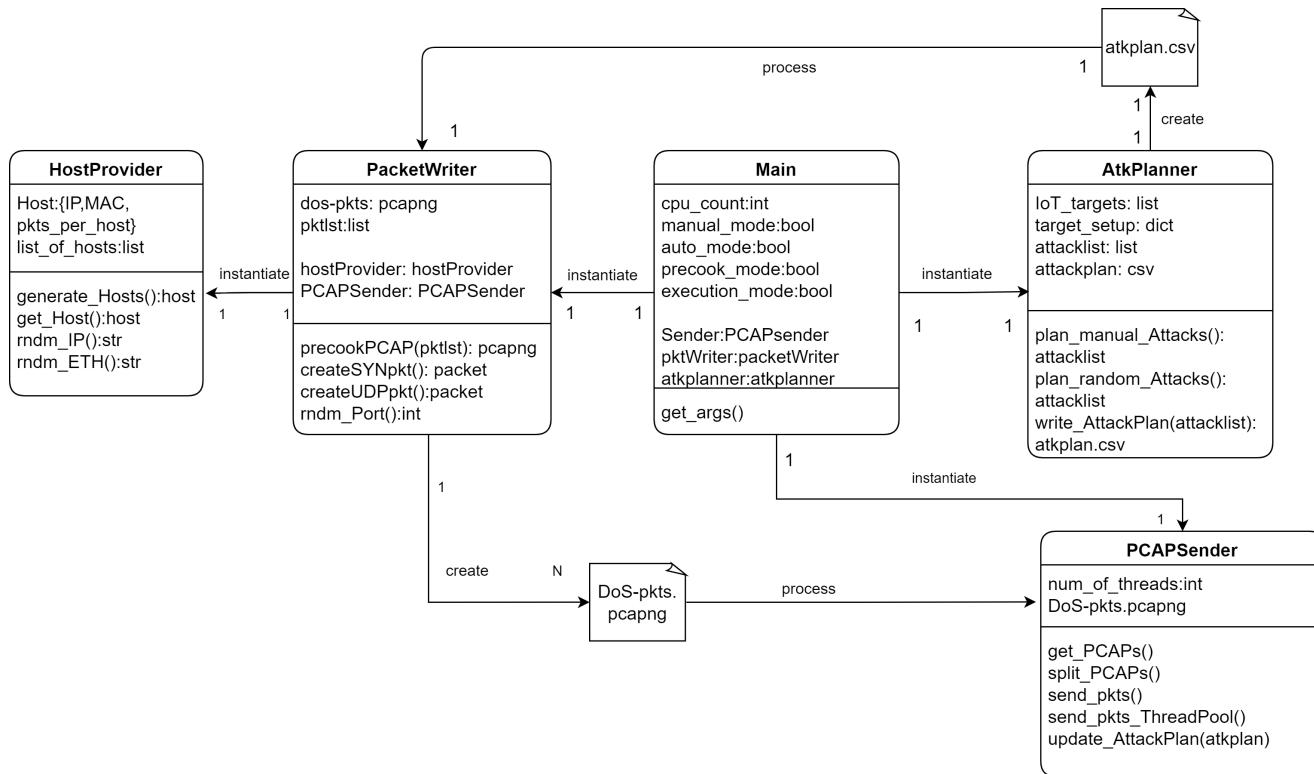 atkplan.csv
process
1
1
1
create
1
1
HostProvider
Host:{IP,MAC,
pkts_per_host}
list_of_hosts:list
generate_Hosts():host
get_Host():host
rndm_IP():str
rndm_ETH():str
instantiate
1
1
PacketWriter
dos-pkts: pcapng
pktlst:list
hostProvider: hostProvider
PCAPSender: PCAPSender
precookPCAP(pktlst): pcapng
createSYNpkt(): packet
createUDPpkt():packet
rndm_Port():int
instantiate
1
1
Main
cpu_count:int
manual_mode:bool
auto_mode:bool
precook_mode:bool
execution_mode:bool
Sender:PCAPsender
pktWriter:packetWriter
atkplanner:atkplanner
get_args()
instantiate
1
1
AtkPlanner
IoT_targets: list
target_setup: dict
attacklist: list
attackplan: csv
plan_manual_Attacks():
attacklist
plan_random_Attacks():
attacklist
write_AttackPlan(attacklist):
atkplan.csv
1
instantiate
1
1
create
N
DoS-pkts.
pcapng
process
PCAPSender
num_of_threads:int
DoS-pkts.pcapng
get_PCAPs()
split_PCAPs()
send_pkts()
send_pkts_ThreadPool()
update_AttackPlan(atkplan)